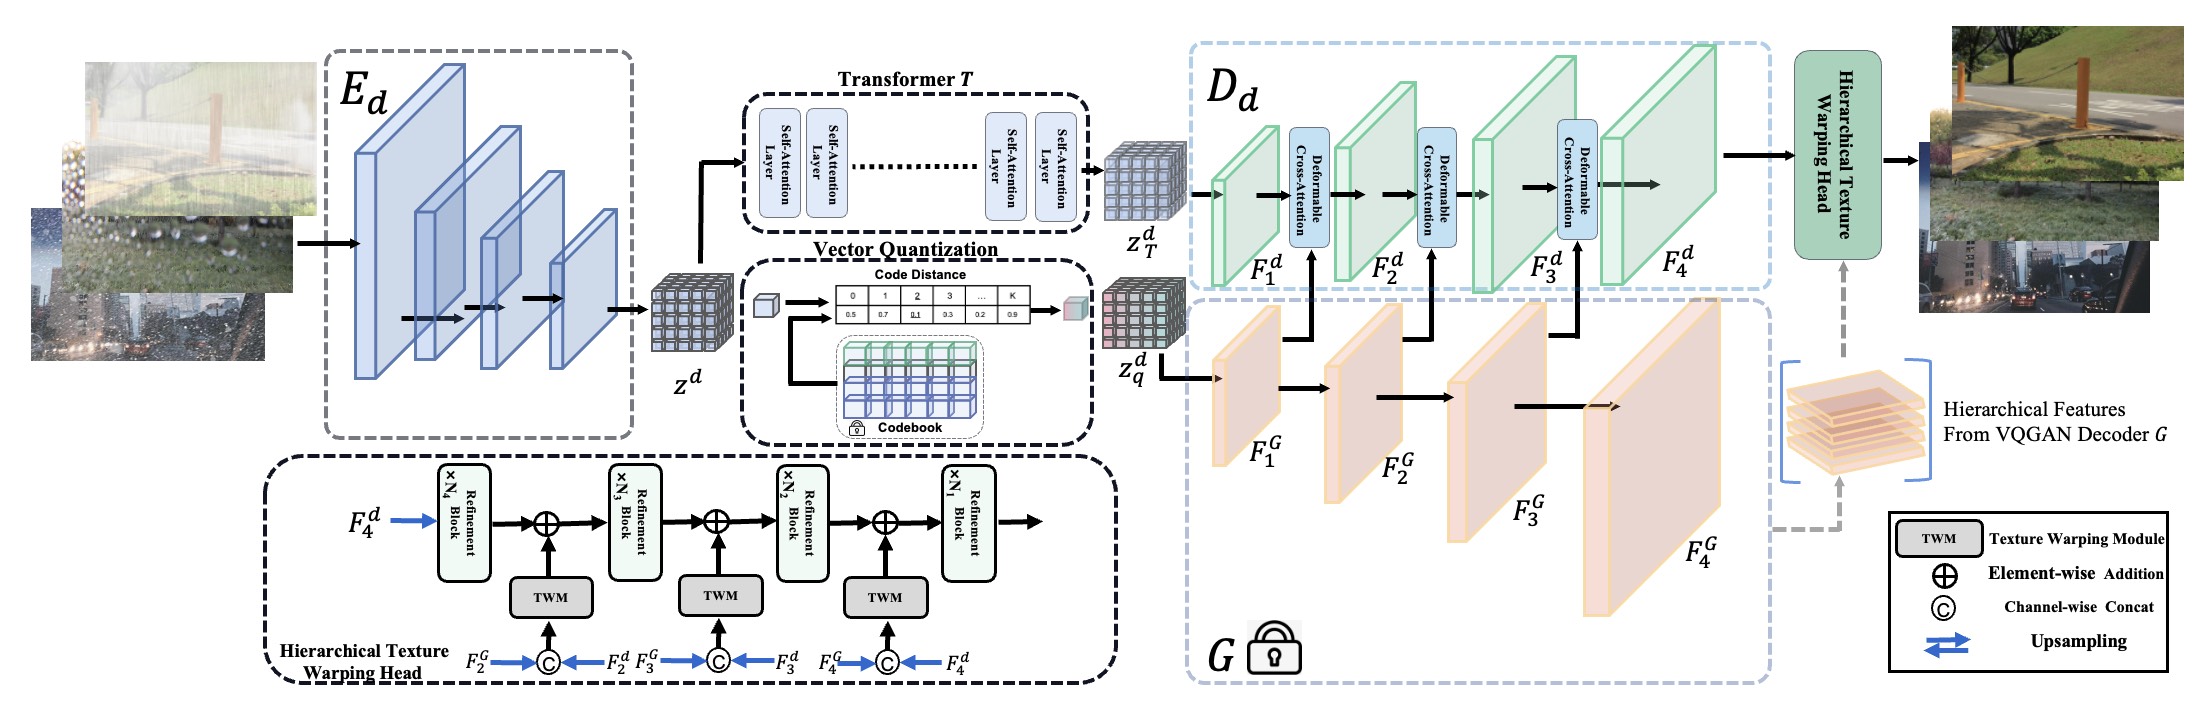 E_d
Transformer T
Self-Attention
Layer
Self-Attention
Layer
Self-Attention
Layer
Self-Attention
Layer
z_T^d
Vector Quantization
Code Distance
0 1 2 3 ... K
0.5 0.7 0.1 0.3 0.2 0.9
Codebook
z^d
z_q^d
D_d
Deformable
Cross-Attention
Deformable
Cross-Attention
Deformable
Cross-Attention
F_1^d
F_2^d
F_3^d
F_4^d
Hierarchical Texture
Warping Head
F_1^G
F_2^G
F_3^G
F_4^G
G
Hierarchical Features
From VQGAN Decoder G
F_4^d
Refinement
Block
×N_4
Refinement
Block
×N_3
Refinement
Block
×N_2
Refinement
Block
×N_1
TWM
TWM
TWM
F_2^G C F_2^d
F_3^G C F_3^d
F_4^G C F_4^d
Hierarchical Texture
Warping Head
TWM Texture Warping Module
Element-wise Addition
C Channel-wise Concat
Upsampling